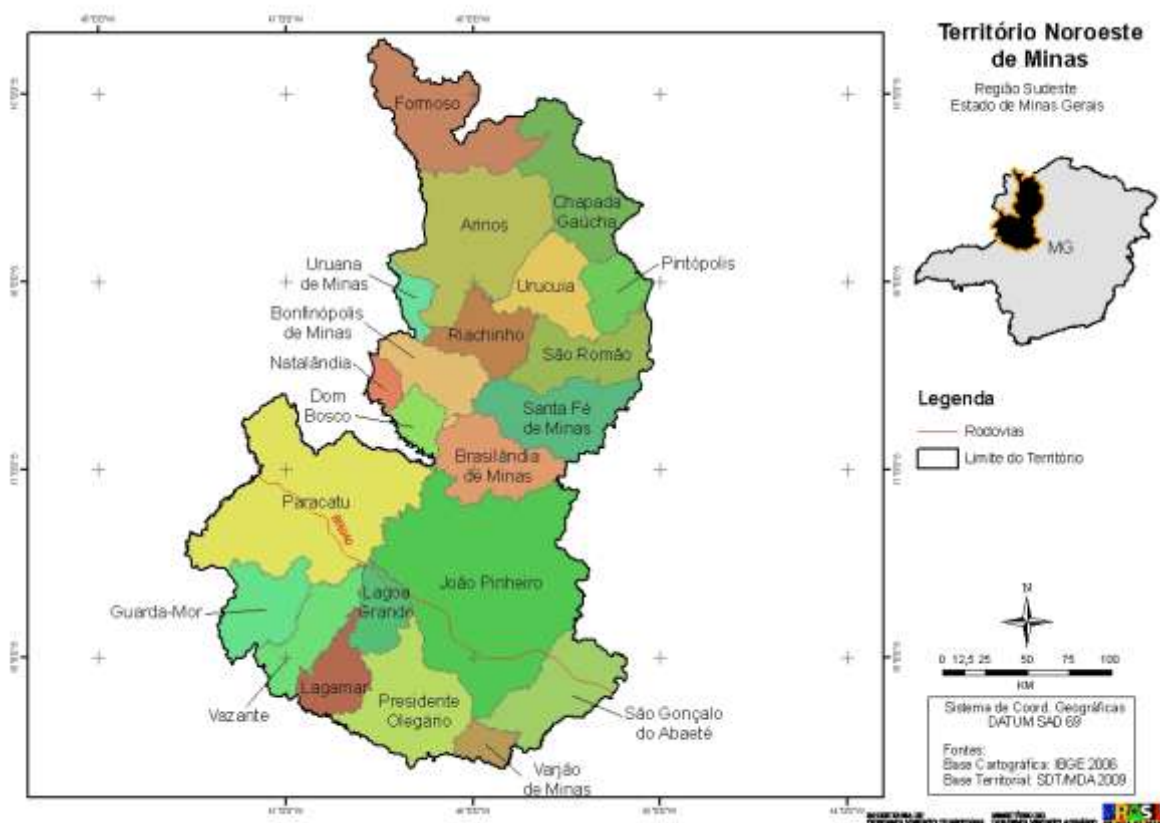 Território Noroeste
de Minas
Região Sudeste
Estado de Minas Gerais
MG
Formoso
Arinos
Chapada
Gaúcha
Uruana
de Minas
Urucuia
Pintópolis
Bonfinópolis
de Minas
Riachinho
São Romão
Natalândia
Dom
Bosco
Santa Fé
de Minas
Brasilândia
de Minas
Paracatu
João Pinheiro
Lagoa
Grande
Guarda-Mor
Vazante
Lagamar
Presidente
Olegário
São Gonçalo
do Abaeté
Varjão
de Minas
Legenda
Rodovias
Limite do Território
N
0 12,5 25 50 75 100
KM
Sistema de Coord. Geográficas
DATUM SAD 69
Fontes:
Base Cartográfica: IBGE 2006
Base Territorial: SDT/MDA 2009